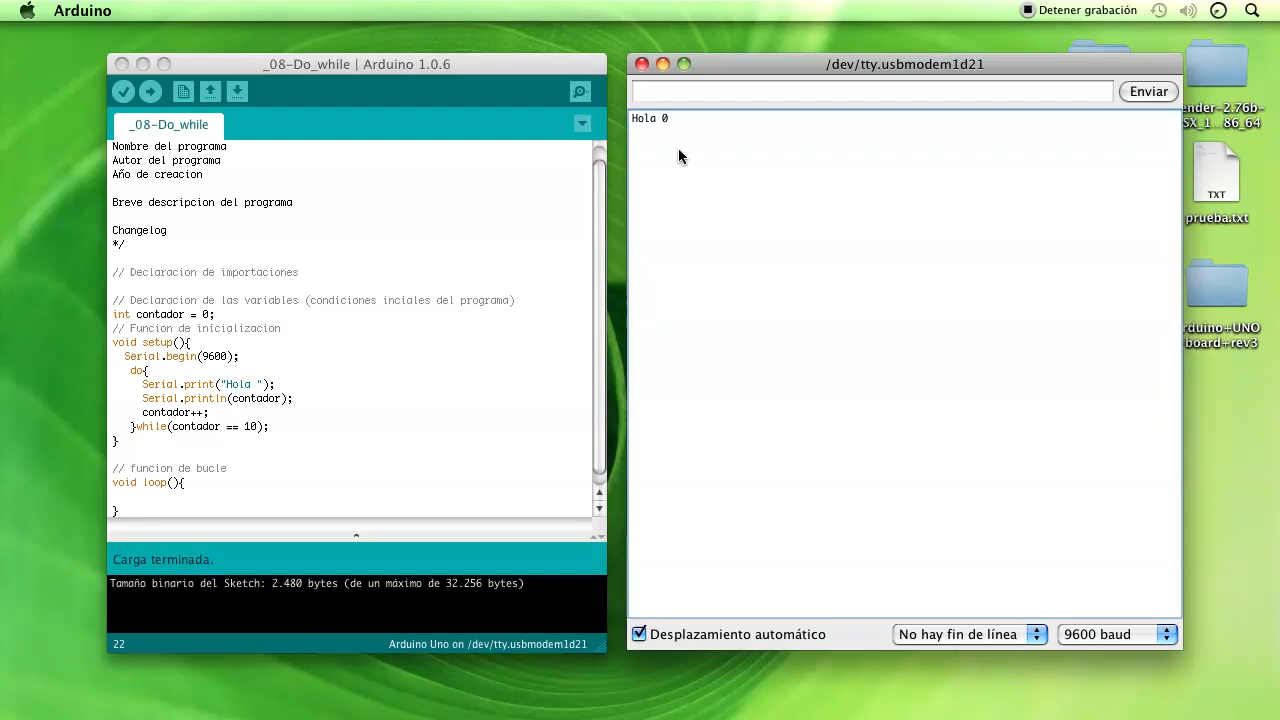 Arduino
Detener grabación
_08-Do_while | Arduino 1.0.6
_08-Do_while
Nombre del programa
Autor del programa
Año de creacion
Breve descripcion del programa
Changelog
*/
// Declaracion de importaciones
// Declaracion de las variables (condiciones inciales del programa)
int contador = 0;
// Funcion de inicializacion
void setup(){
Serial.begin(9600);
do{
Serial.print("Hola ");
Serial.println(contador);
contador++;
}while(contador == 10);
}
// funcion de bucle
void loop(){
}
Carga terminada.
Tamaño binario del Sketch: 2.480 bytes (de un máximo de 32.256 bytes)
22
Arduino Uno on /dev/tty.usbmodem1d21
/dev/tty.usbmodem1d21
Enviar
Hola 0
Desplazamiento automático
No hay fin de línea
9600 baud
ender-2.76b-
SX_1...86_64
TXT
prueba.txt
rduino+UNO
board+rev3